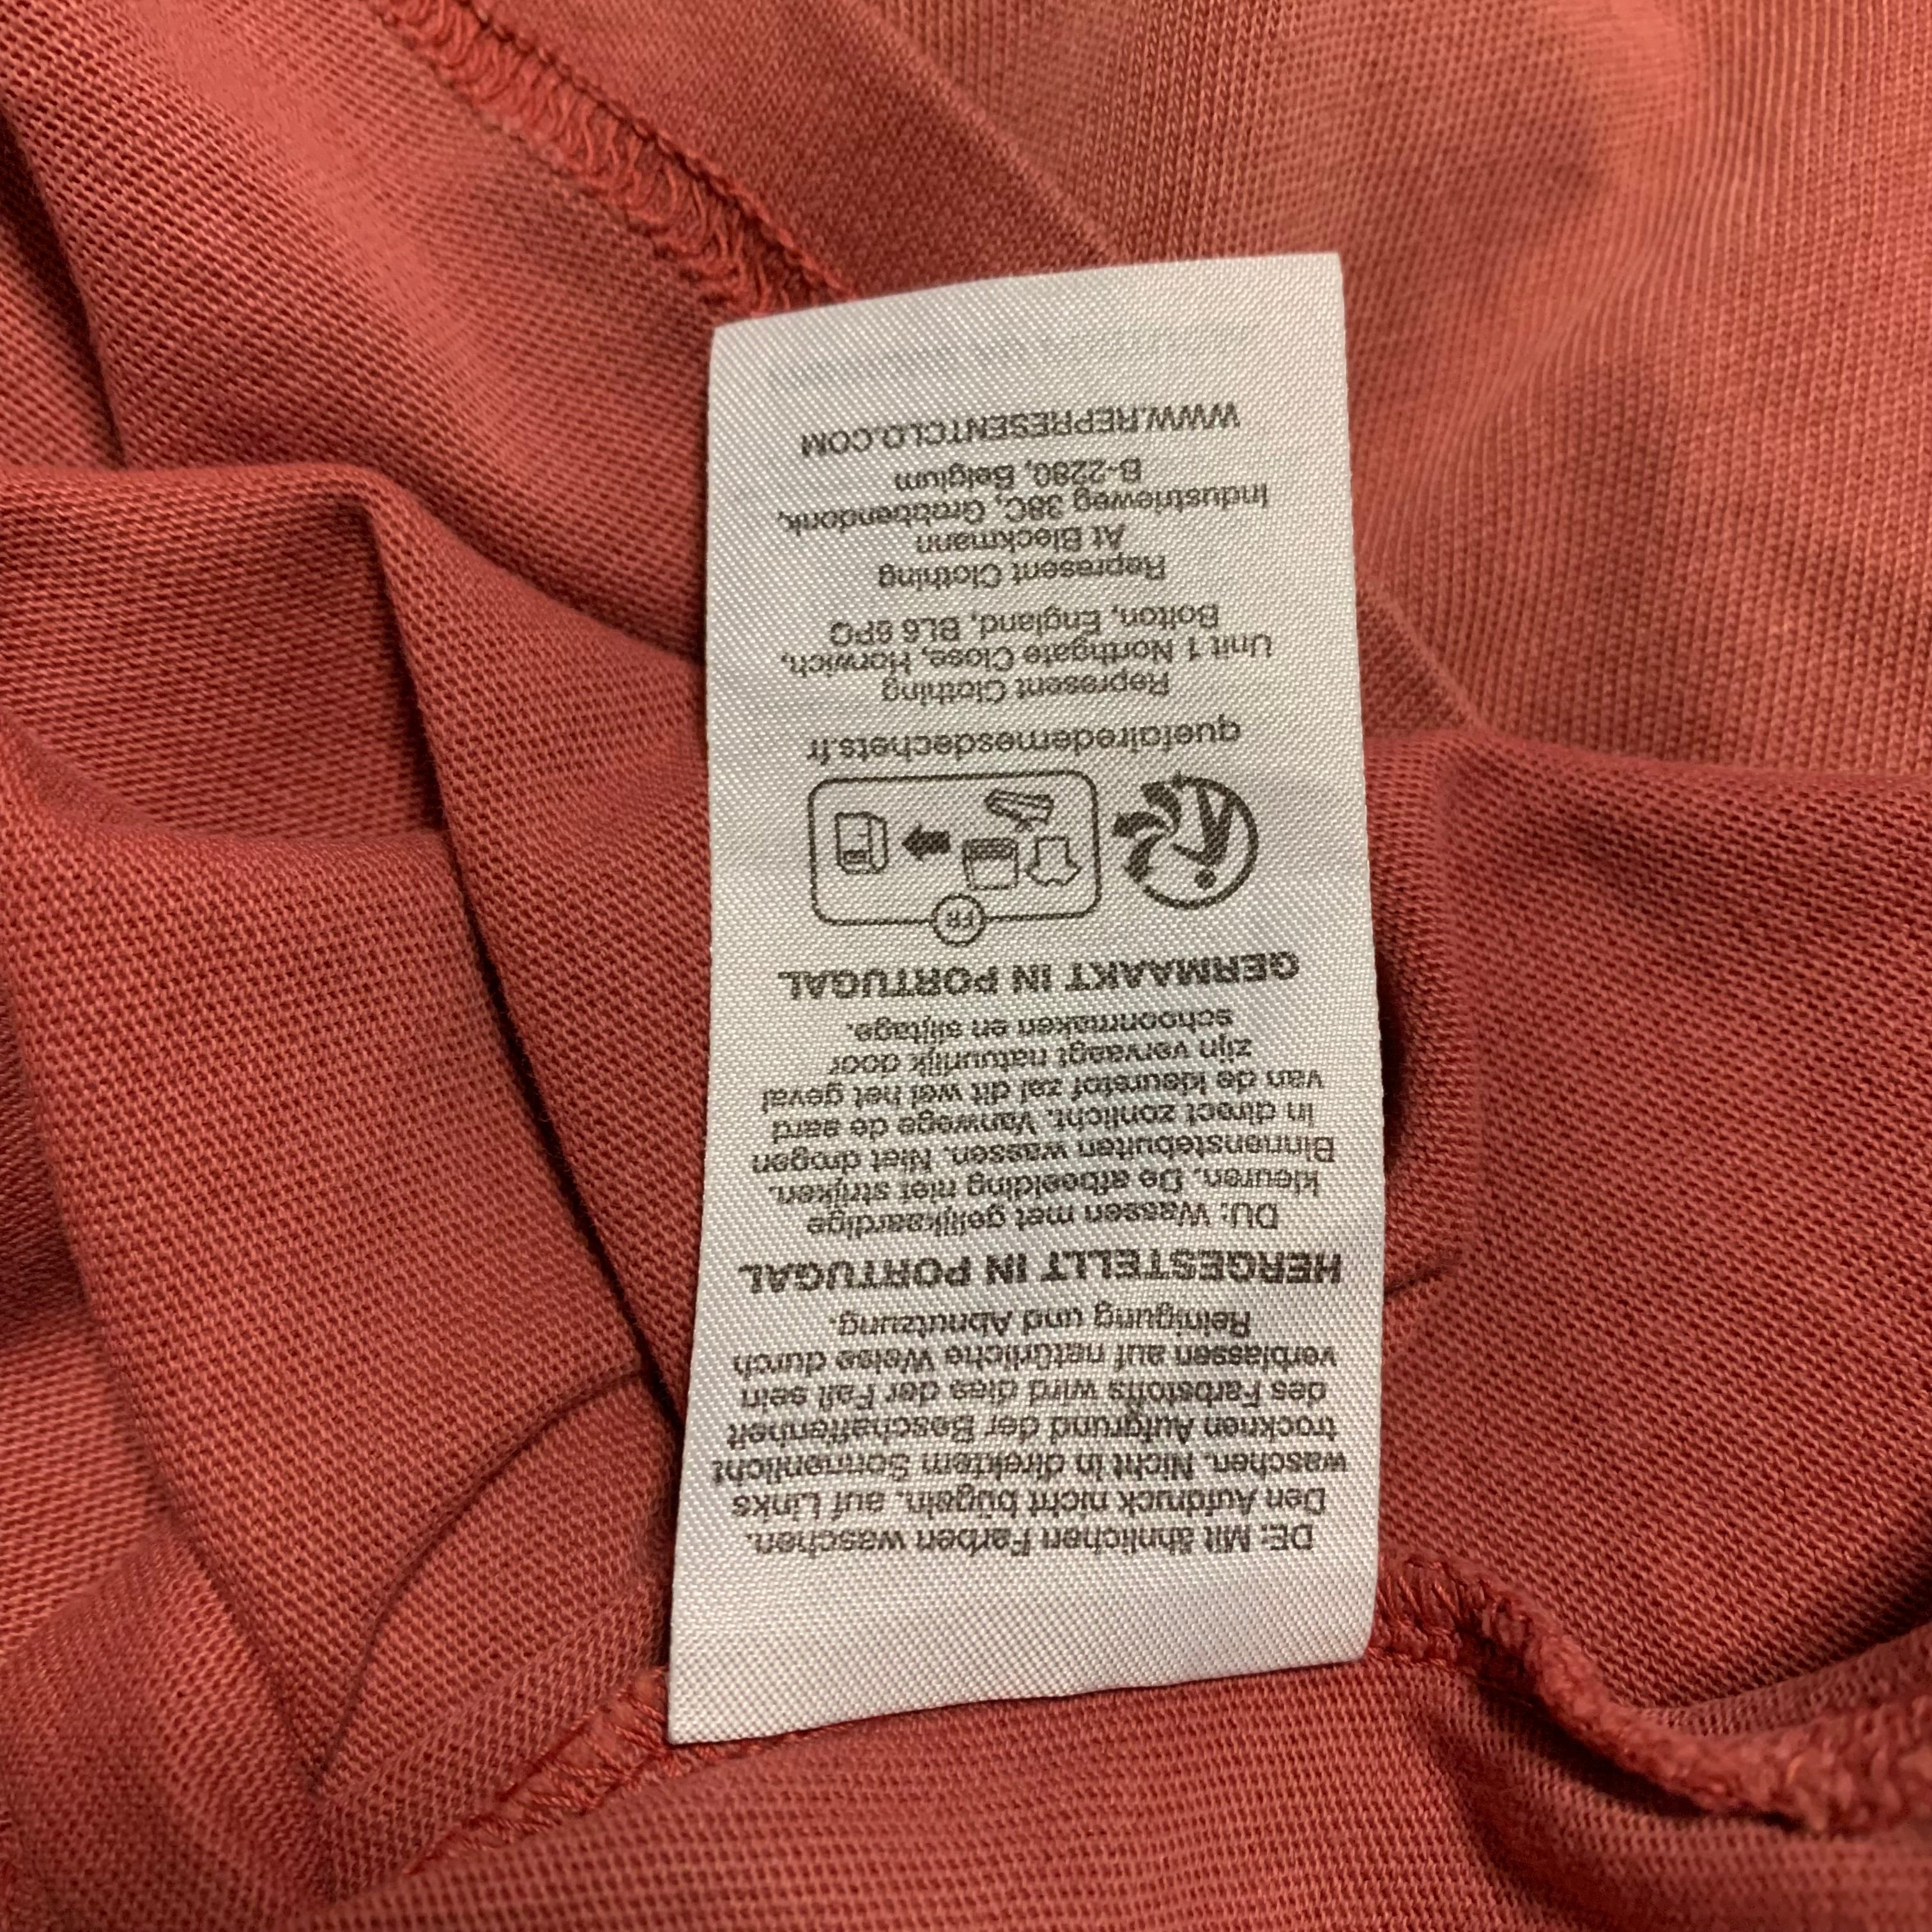 DE: Mit ähnlichen Farben waschen.
Den Aufdruck nicht bügeln. auf Links
waschen. Nicht in direktem Sonnenlicht
trocknen Aufgrund der Beschaffenheit
des Farbstoffs wird dies der Fall sein
verblassen auf natürliche Weise durch
Reinigung und Abnutzung.
HERGESTELLT IN PORTUGAL
DU: Wassen met gelijkaardige
kleuren. De afbeelding niet strijken.
Binnenstebuiten wassen. Niet drogen
in direct zonlicht. Vanwege de aard
van de kleurstof zal dit wel het geval
zijn vervaagt natuurlijk door
schoonmaken en slijtage.
GERMAAKT IN PORTUGAL
FR
quefairedemesdechets.fr
Represent Clothing
Unit 1 Northgate Close, Horwich,
Bolton, England, BL6 6PQ
Represent Clothing
At Bleckmann
Industrieweg 38C, Grobbendonk,
B-2280, Belgium
WWW.REPRESENTCLO.COM